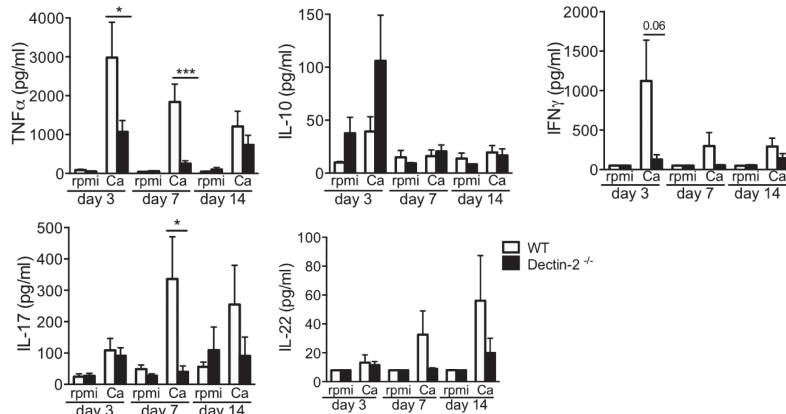 TNFα (pg/ml)
4000
3000
2000
1000
0
*
***
rpmi Ca rpmi Ca rpmi Ca
day 3 day 7 day 14
IL-10 (pg/ml)
150
100
50
0
rpmi Ca rpmi Ca rpmi Ca
day 3 day 7 day 14
IFNγ (pg/ml)
2000
1500
1000
500
0
0.06
rpmi Ca rpmi Ca rpmi Ca
day 3 day 7 day 14
IL-17 (pg/ml)
500
400
300
200
100
0
*
rpmi Ca rpmi Ca rpmi Ca
day 3 day 7 day 14
IL-22 (pg/ml)
100
80
60
40
20
0
rpmi Ca rpmi Ca rpmi Ca
day 3 day 7 day 14
WT
Dectin-2 -/-